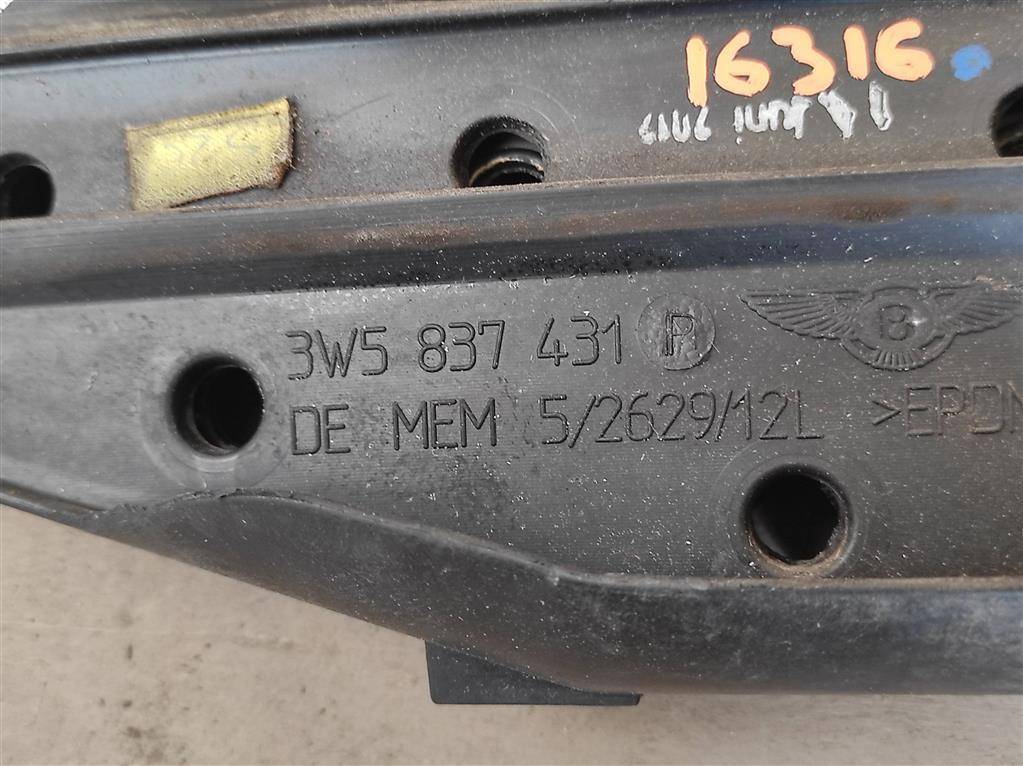 16316
3W5 837 431 P
B
DE MEM 5/2629/12L >EPDM